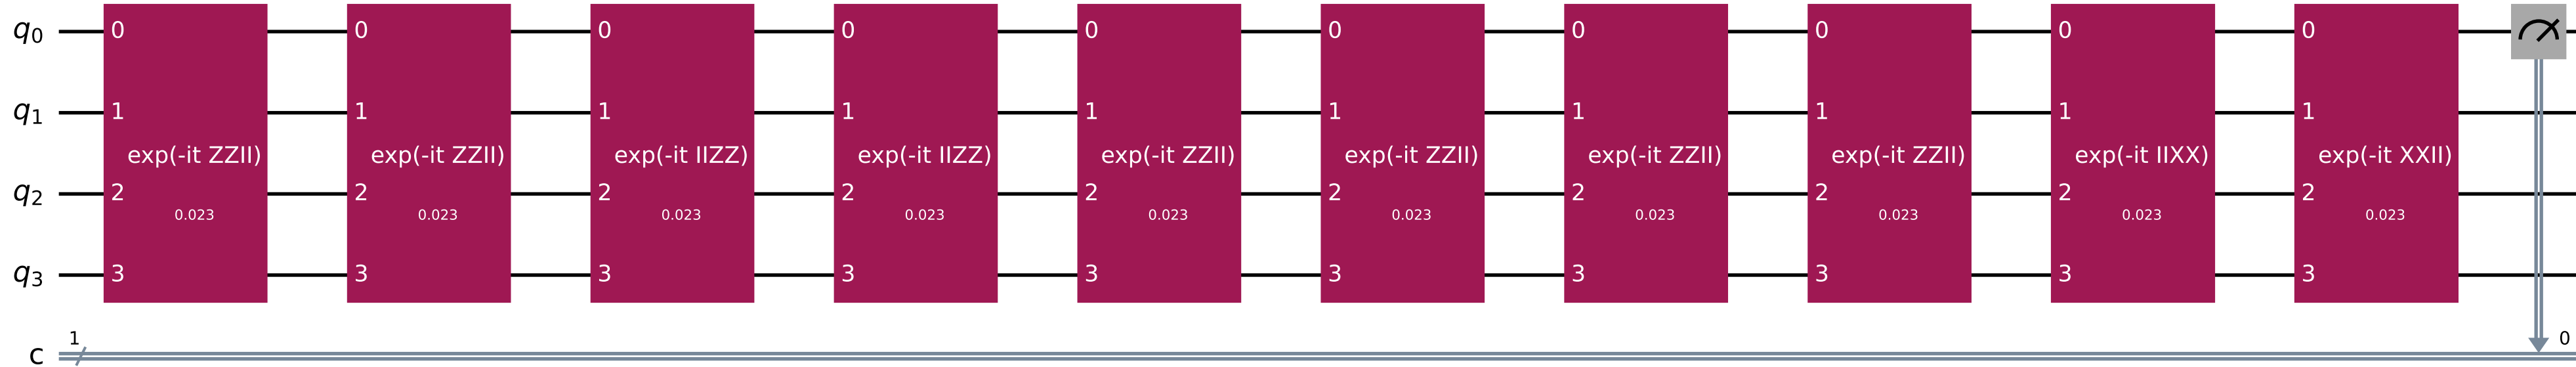 q0 0 0 0 0 0 0 0 0 0 0
q1 1 1 1 1 1 1 1 1 1 1
exp(-it ZZII) exp(-it ZZII) exp(-it IIZZ) exp(-it IIZZ) exp(-it ZZII) exp(-it ZZII) exp(-it ZZII) exp(-it ZZII) exp(-it IIXX) exp(-it XXII)
q2 2 2 2 2 2 2 2 2 2 2
0.023 0.023 0.023 0.023 0.023 0.023 0.023 0.023 0.023 0.023
q3 3 3 3 3 3 3 3 3 3 3
1 0
c